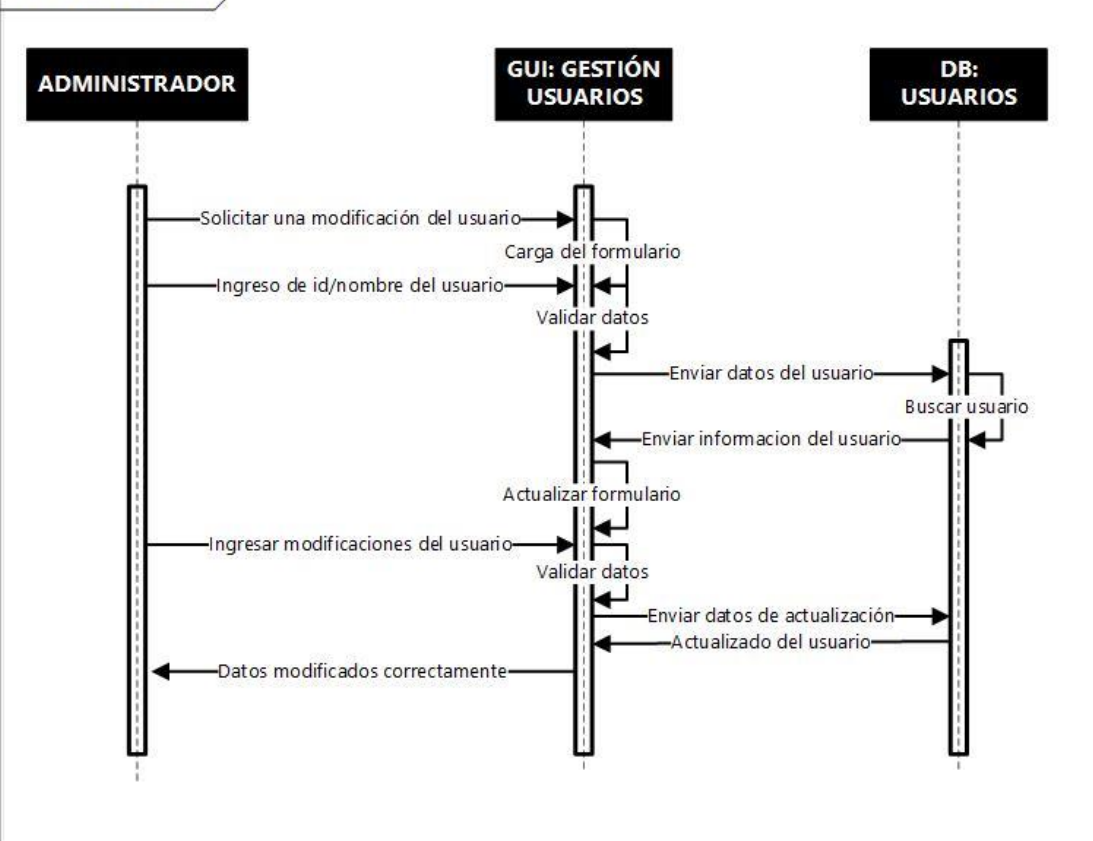 ADMINISTRADOR
GUI: GESTIÓN
USUARIOS
DB:
USUARIOS
Solicitar una modificación del usuario
Carga del formulario
Ingreso de id/nombre del usuario
Validar datos
Enviar datos del usuario
Buscar usuario
Enviar informacion del usuario
Actualizar formulario
Ingresar modificaciones del usuario
Validar datos
Enviar datos de actualización
Actualizado del usuario
Datos modificados correctamente